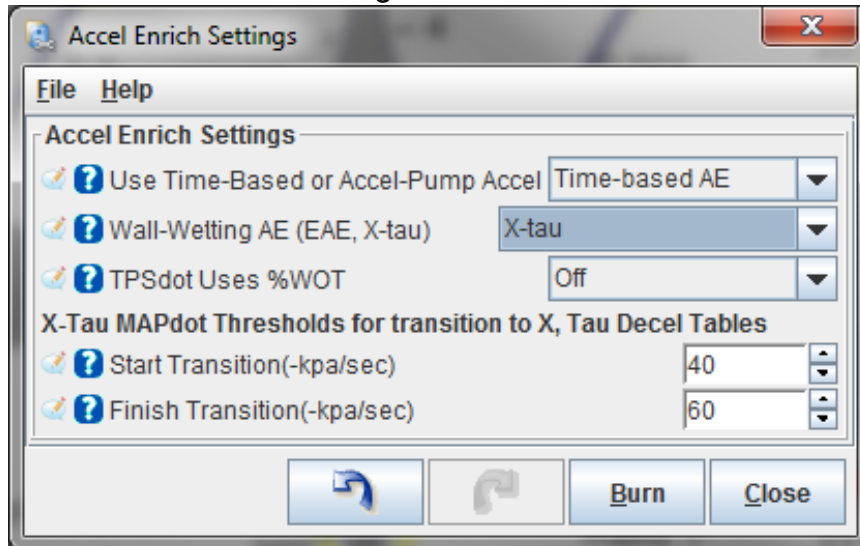 Accel Enrich Settings
File Help
Accel Enrich Settings
Use Time-Based or Accel-Pump Accel Time-based AE
Wall-Wetting AE (EAE, X-tau) X-tau
TPSdot Uses %WOT Off
X-Tau MAPdot Thresholds for transition to X, Tau Decel Tables
Start Transition(-kpa/sec) 40
Finish Transition(-kpa/sec) 60
Burn Close